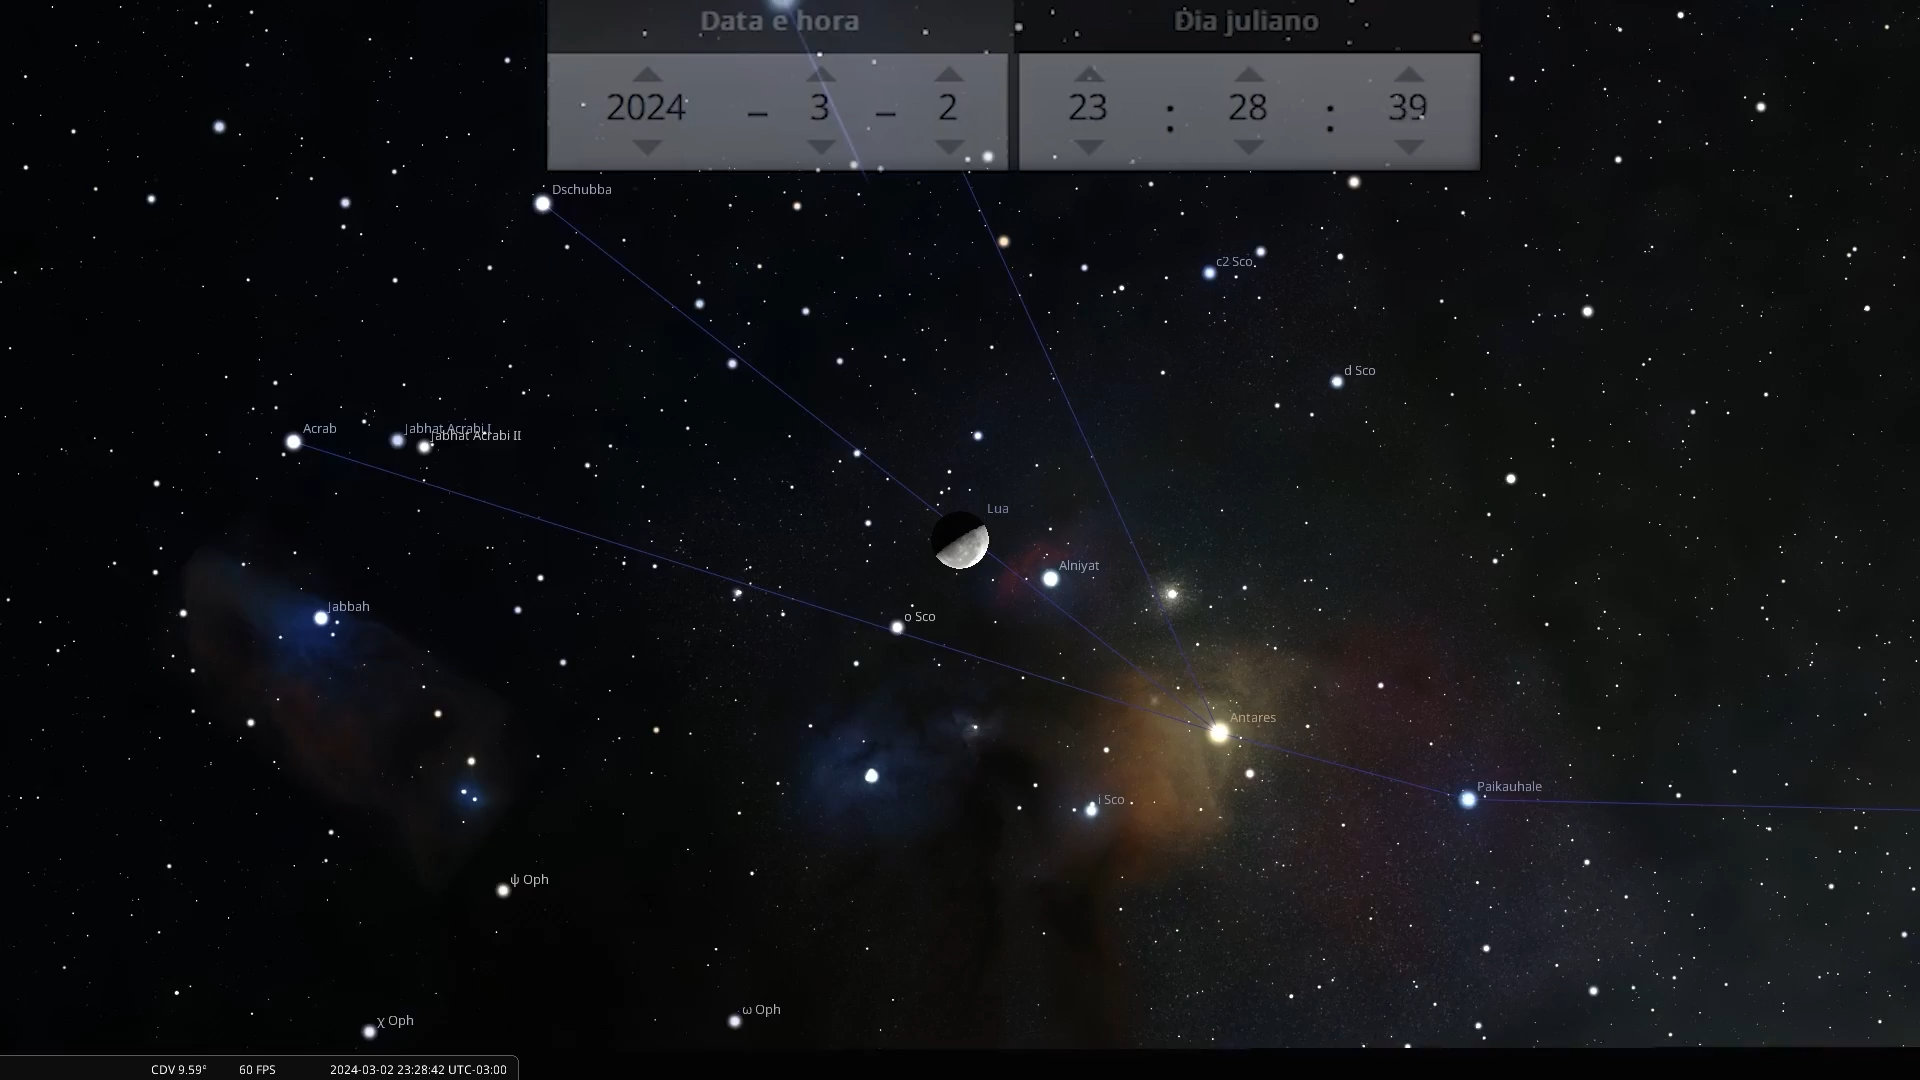 Data e hora
Dia juliano
2024 – 3 – 2
23 : 28 : 39
Dschubba
c2 Sco
d Sco
Acrab
Jabhat Acrabi I
Jabhat Acrabi II
Lua
Alniyat
Jabbah
o Sco
Antares
Paikauhale
i Sco
ψ Oph
ω Oph
χ Oph
CDV 9.59° 60 FPS 2024-03-02 23:28:42 UTC-03:00